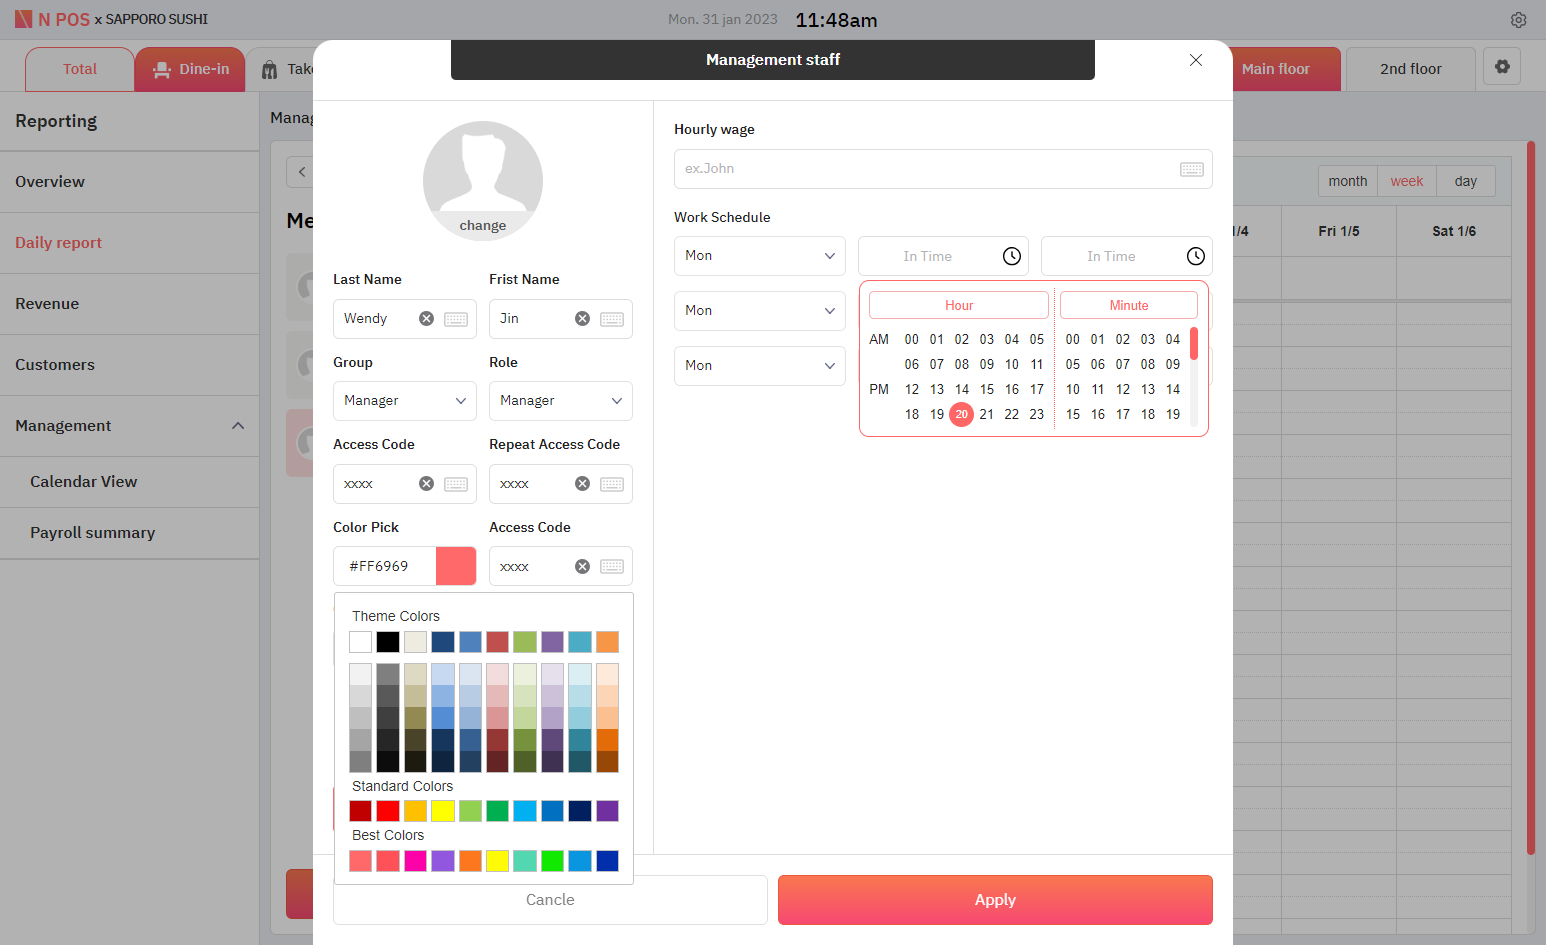 N POS x SAPPORO SUSHI
Mon. 31 jan 2023 11:48am
Total
Dine-in
Take
Main floor
2nd floor
Management staff
Reporting
Overview
Daily report
Revenue
Customers
Management
Calendar View
Payroll summary
Manag
Me
change
Last Name
Frist Name
Wendy
Jin
Group
Role
Manager
Manager
Access Code
Repeat Access Code
xxxx
xxxx
Color Pick
Access Code
#FF6969
xxxx
Theme Colors
Standard Colors
Best Colors
Hourly wage
ex.John
Work Schedule
Mon
In Time
In Time
Mon
Mon
Hour
Minute
AM 00 01 02 03 04 05
06 07 08 09 10 11
PM 12 13 14 15 16 17
18 19 20 21 22 23
00 01 02 03 04
05 06 07 08 09
10 11 12 13 14
15 16 17 18 19
month
week
day
/4
Fri 1/5
Sat 1/6
Cancle
Apply